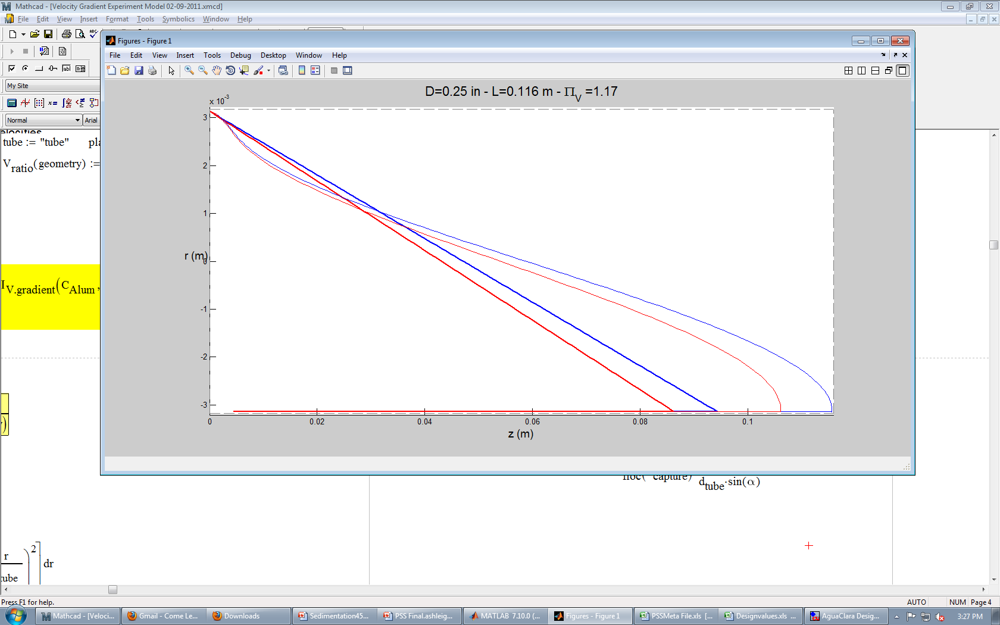 Mathcad - [Velocity Gradient Experiment Model 02-09-2011.xmcd]
File Edit View Insert Format Tools Symbolics Window Help
My Site
Normal Arial
tube := "tube"
V ratio (geometry) :=
V.gradient ( C Alum ,
Figures - Figure 1
File Edit View Insert Tools Debug Desktop Window Help
D=0.25 in - L=0.116 m - Π V =1.17
x 10 -3
3
2
1
r (m)
0
-1
-2
-3
0 0.02 0.04 0.06 0.08 0.1
z (m)
capture)
d tube ·sin(α)
r
2
dr
Press F1 for help.
AUTO NUM Page 4
Mathcad - [Veloci...
Gmail - Come Le...
Downloads
Sedimentation45...
PSS Final.ashleig...
MATLAB 7.10.0 (...
Figures - Figure 1
PSSMeta File.xls [...
Designvalues.xls ...
AguaClara Desig...
3:27 PM